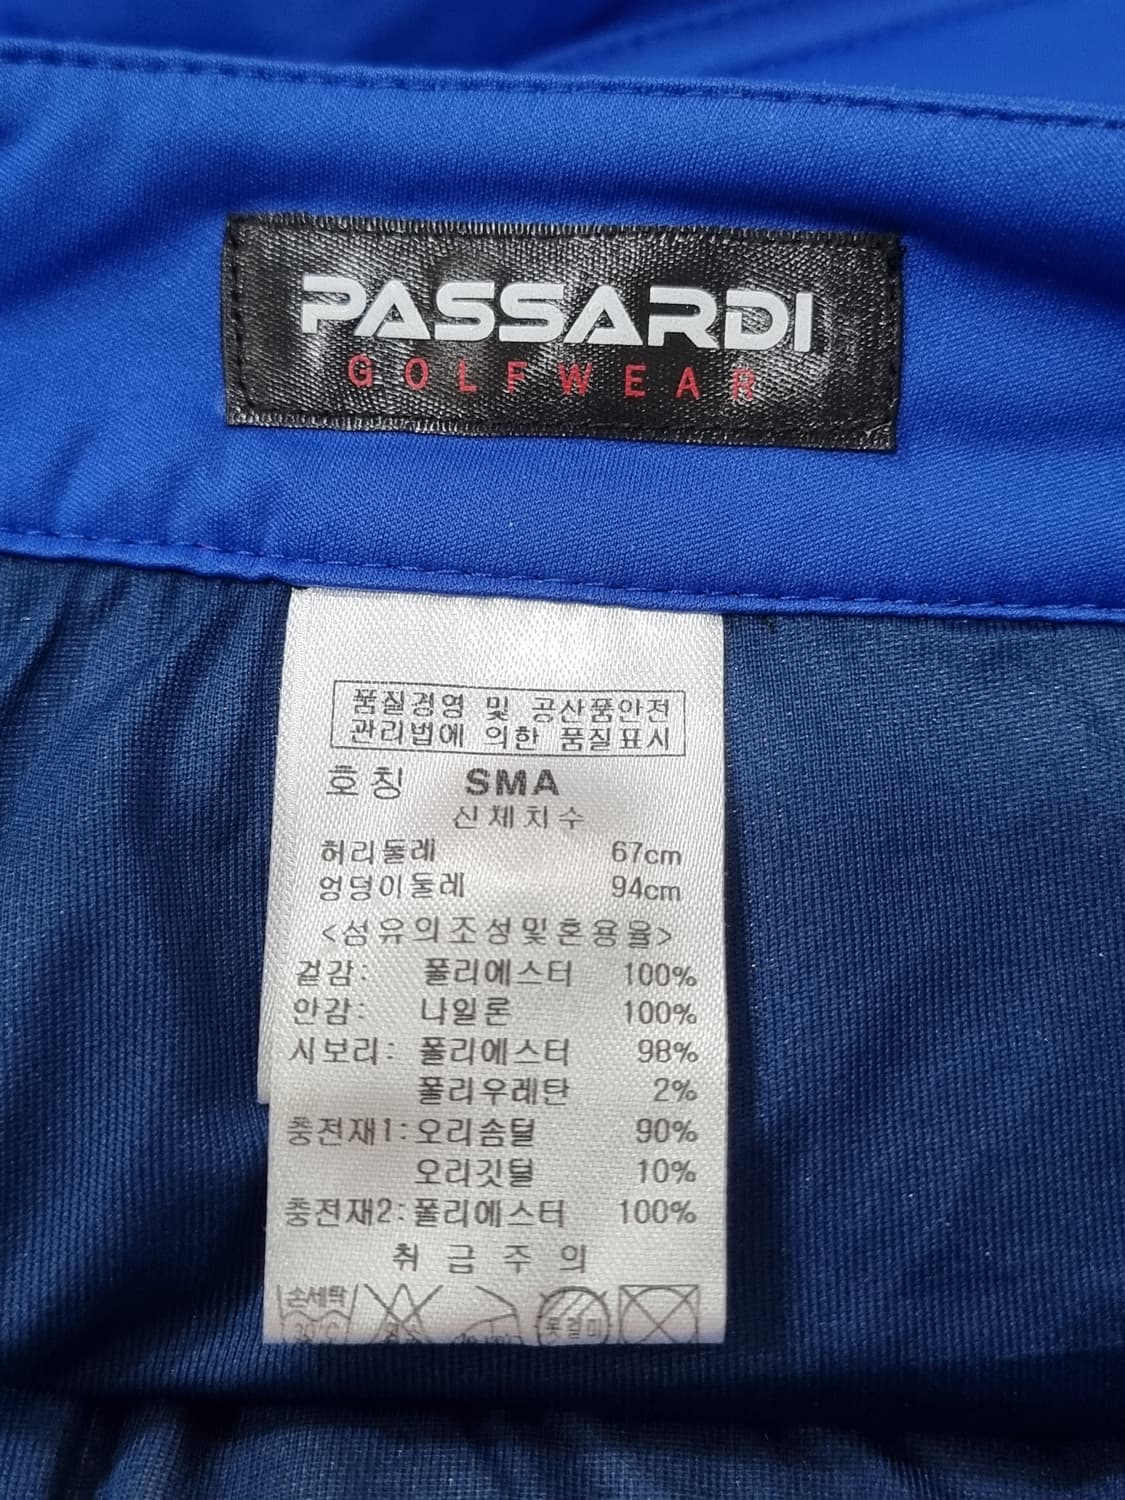 PASSARDI
GOLFWEAR
품질경영 및 공산품안전
관리법에 의한 품질표시
호칭 SMA
신체치수
허리둘레 67cm
엉덩이둘레 94cm
<섬유의조성및혼용율>
겉감: 폴리에스터 100%
안감: 나일론 100%
시보리: 폴리에스터 98%
폴리우레탄 2%
충전재1: 오리솜털 90%
오리깃털 10%
충전재2: 폴리에스터 100%
취급주의
손세탁